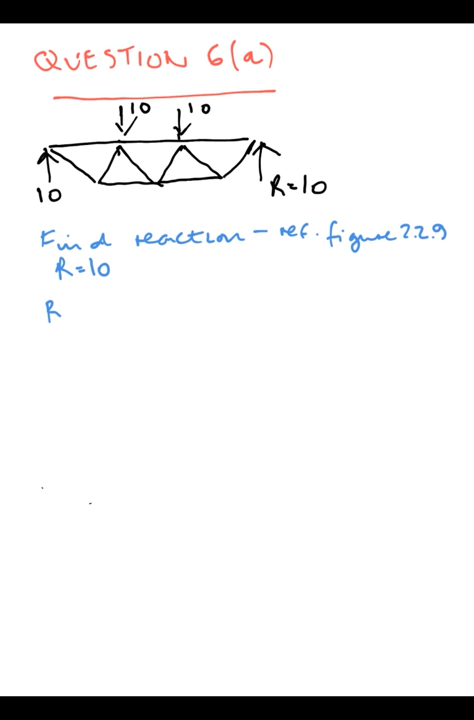 QUESTION 6(a)
10 10
10
R=10
Find reaction - ref. figure 2.2.9
R=10
R